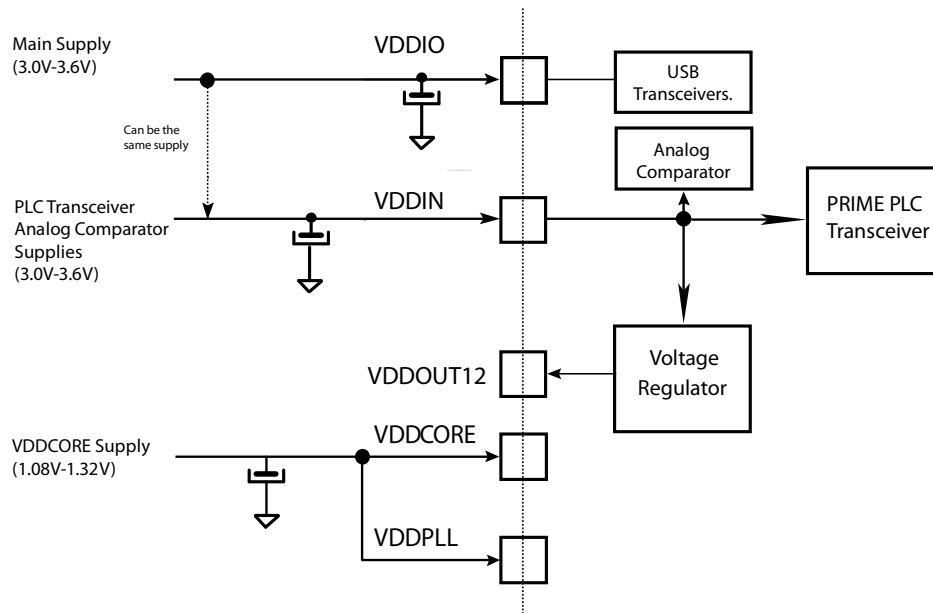 Main Supply
(3.0V-3.6V)
VDDIO
USB
Transceivers.
Can be the
same supply
Analog
Comparator
PLC Transceiver
Analog Comparator
Supplies
(3.0V-3.6V)
VDDIN
PRIME PLC
Transceiver
VDDOUT12
Voltage
Regulator
VDDCORE Supply
(1.08V-1.32V)
VDDCORE
VDDPLL